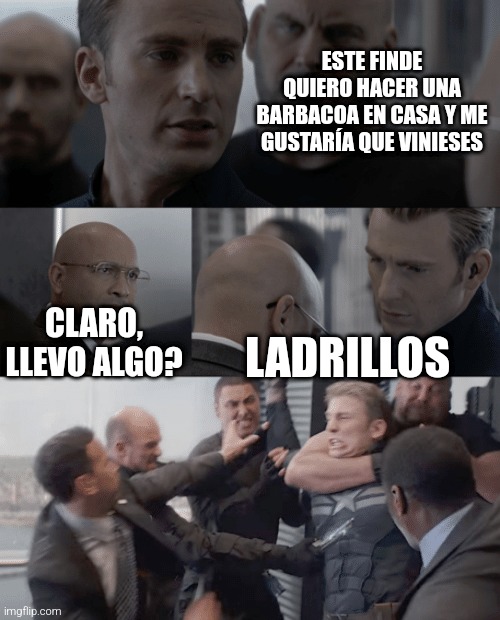 ESTE FINDE
QUIERO HACER UNA
BARBACOA EN CASA Y ME
GUSTARÍA QUE VINIESES
CLARO,
LLEVO ALGO?
LADRILLOS
imgflip.com